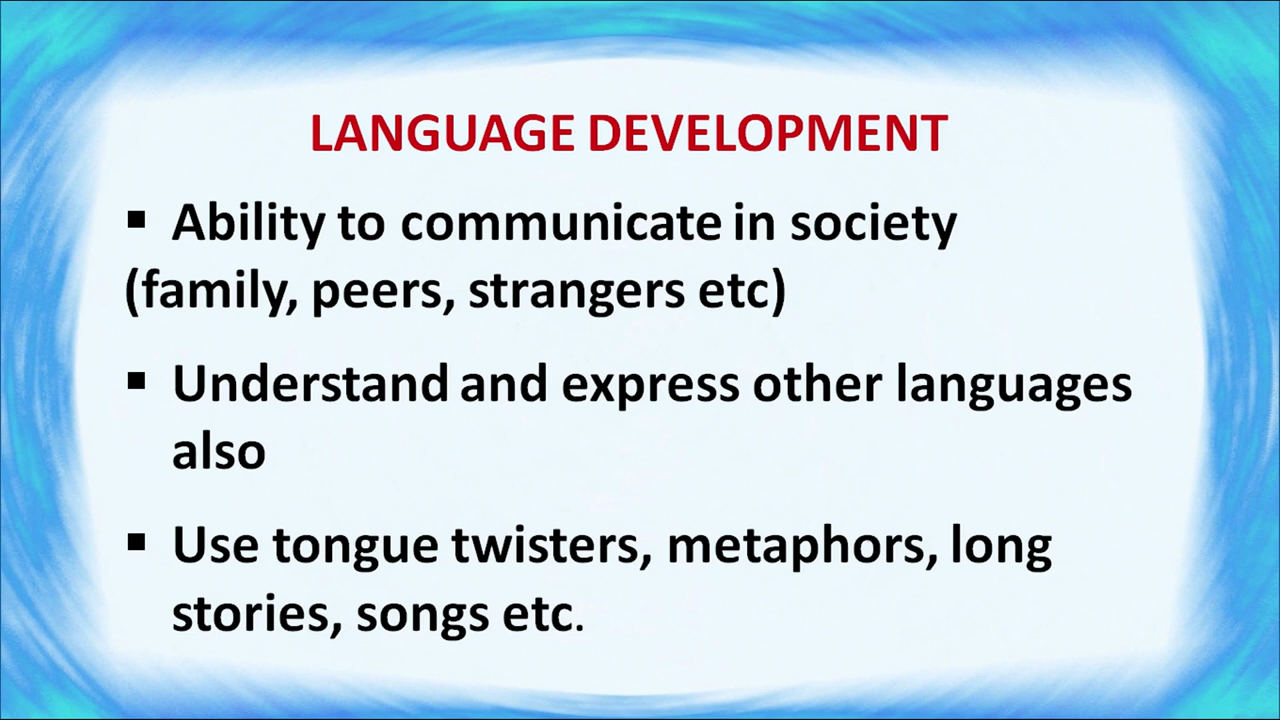 LANGUAGE DEVELOPMENT
▪ Ability to communicate in society
(family, peers, strangers etc)
▪ Understand and express other languages
also
▪ Use tongue twisters, metaphors, long
stories, songs etc.